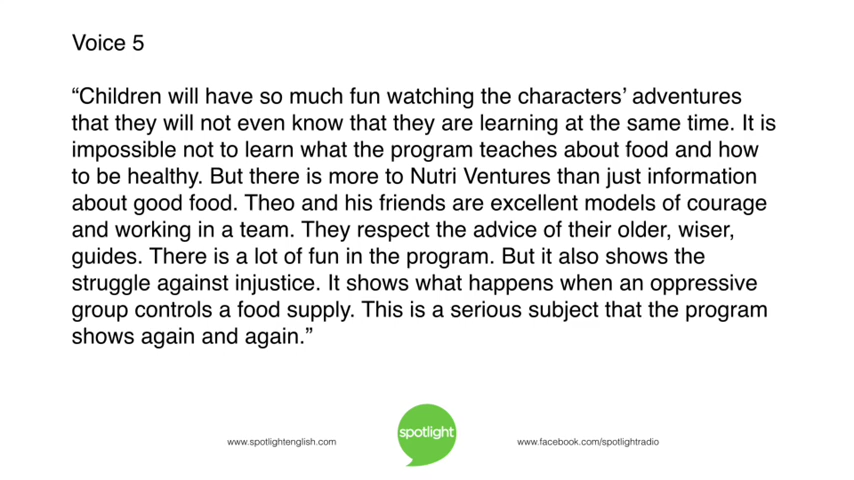 Voice 5
“Children will have so much fun watching the characters’ adventures
that they will not even know that they are learning at the same time. It is
impossible not to learn what the program teaches about food and how
to be healthy. But there is more to Nutri Ventures than just information
about good food. Theo and his friends are excellent models of courage
and working in a team. They respect the advice of their older, wiser,
guides. There is a lot of fun in the program. But it also shows the
struggle against injustice. It shows what happens when an oppressive
group controls a food supply. This is a serious subject that the program
shows again and again.”
www.spotlightenglish.com
spotlight
www.facebook.com/spotlightradio